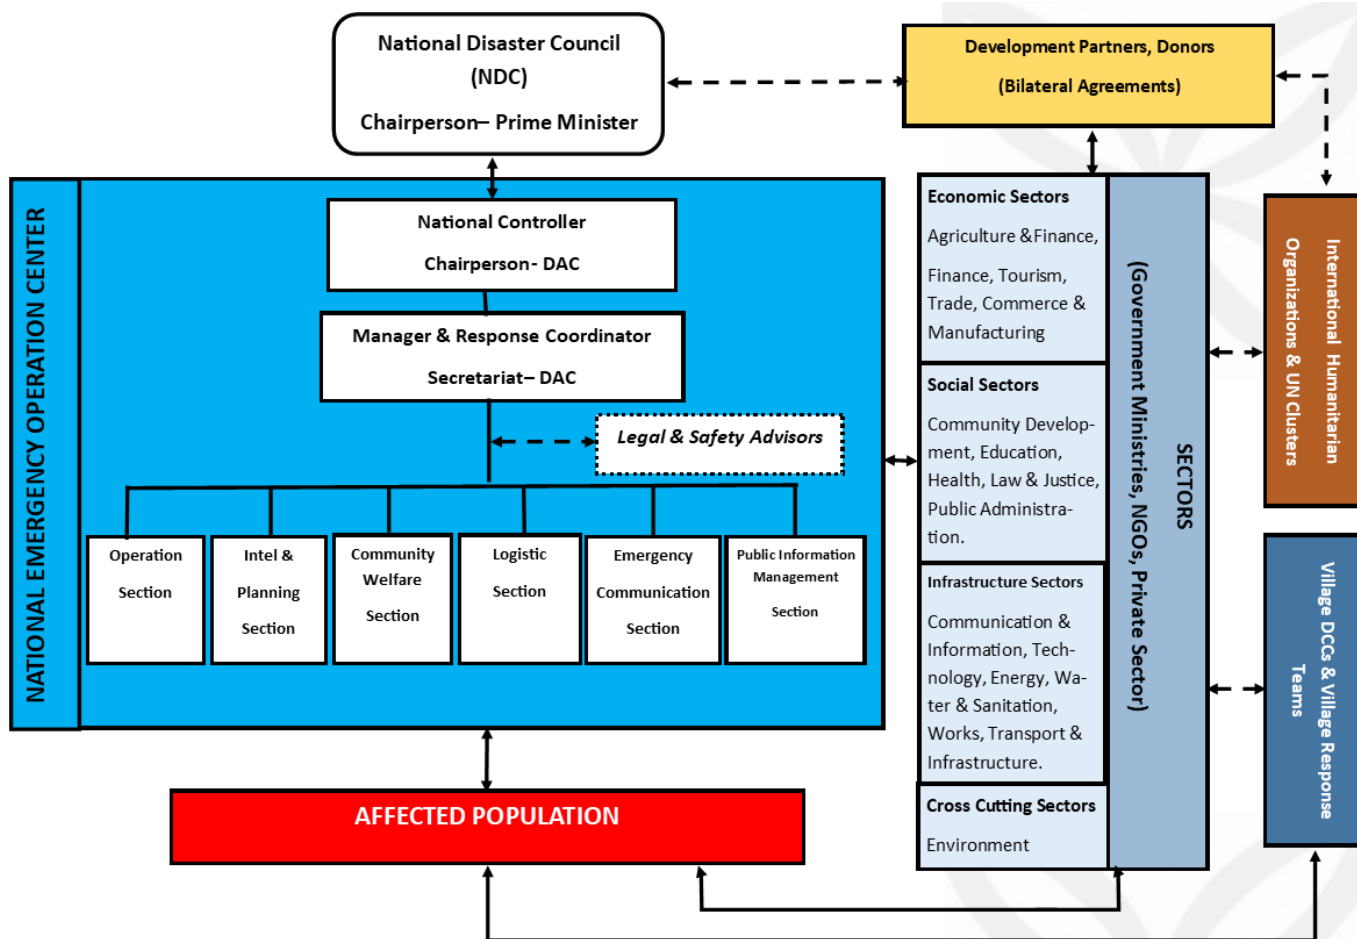 National Disaster Council
(NDC)
Chairperson– Prime Minister
Development Partners, Donors
(Bilateral Agreements)
NATIONAL EMERGENCY OPERATION CENTER
National Controller
Chairperson- DAC
Manager & Response Coordinator
Secretariat– DAC
Legal & Safety Advisors
Operation
Section
Intel &
Planning
Section
Community
Welfare
Section
Logistic
Section
Emergency
Communication
Section
Public Information
Management
Section
AFFECTED POPULATION
Economic Sectors
Agriculture &Finance,
Finance, Tourism,
Trade, Commerce &
Manufacturing
Social Sectors
Community Develop-
ment, Education,
Health, Law & Justice,
Public Administra-
tion.
Infrastructure Sectors
Communication &
Information, Tech-
nology, Energy, Wa-
ter & Sanitation,
Works, Transport &
Infrastructure.
Cross Cutting Sectors
Environment
SECTORS
(Government Ministries, NGOs, Private Sector)
International Humanitarian
Organizations & UN Clusters
Village DCCs & Village Response
Teams